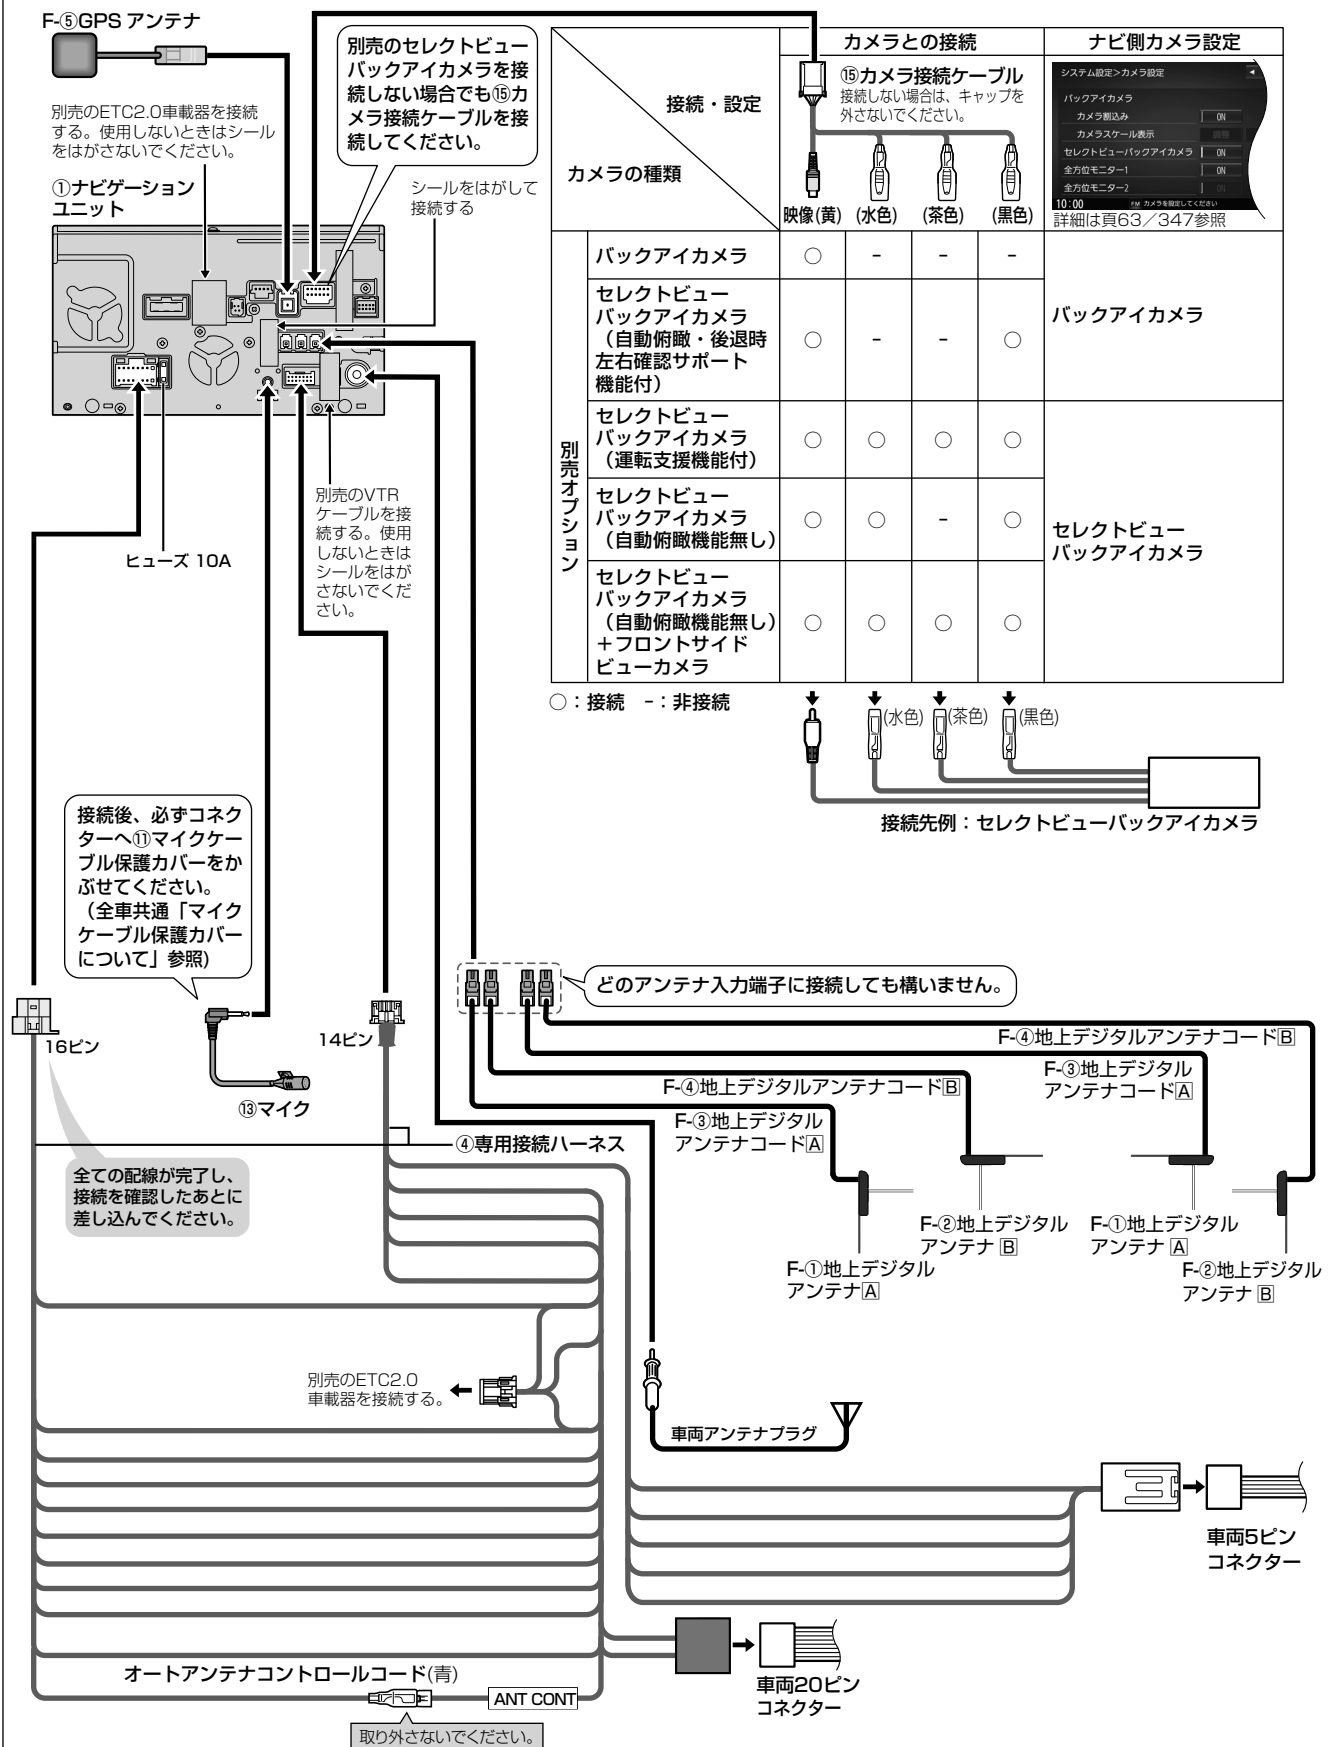 F-⑤GPS アンテナ
別売のETC2.0車載器を接続
する。使用しないときはシール
をはがさないでください。
①ナビゲーション
ユニット
別売のセレクトビュー
バックアイカメラを接
続しない場合でも⑮カ
メラ接続ケーブルを接
続してください。
シールをはがして
接続する
接続・設定
カメラの種類
カメラとの接続
ナビ側カメラ設定
⑮カメラ接続ケーブル
接続しない場合は、キャップを
外さないでください。
映像(黄)
(水色)
(茶色)
(黒色)
システム設定>カメラ設定
バックアイカメラ
カメラ割込み ON
カメラスケール表示 調整
セレクトビューバックアイカメラ ON
全方位モニター1 ON
全方位モニター2 ON
10:00 FM カメラを設定してください
詳細は頁63/347参照
別売オプション
バックアイカメラ ○ - - -
セレクトビュー
バックアイカメラ
(自動俯瞰・後退時
左右確認サポート
機能付) ○ - - ○
バックアイカメラ
セレクトビュー
バックアイカメラ
(運転支援機能付) ○ ○ ○ ○
セレクトビュー
バックアイカメラ
(自動俯瞰機能無し) ○ ○ - ○
セレクトビュー
バックアイカメラ
(自動俯瞰機能無し)
+フロントサイド
ビューカメラ ○ ○ ○ ○
セレクトビュー
バックアイカメラ
○:接続 -:非接続
(水色)
(茶色)
(黒色)
接続先例:セレクトビューバックアイカメラ
ヒューズ 10A
別売のVTR
ケーブルを接
続する。使用
しないときは
シールをはが
さないでくだ
さい。
接続後、必ずコネク
ターへ⑪マイクケー
ブル保護カバーをか
ぶせてください。
(全車共通「マイク
ケーブル保護カバー
について」参照)
どのアンテナ入力端子に接続しても構いません。
16ピン
14ピン
⑬マイク
F-④地上デジタルアンテナコードB
F-③地上デジタル
アンテナコードA
F-④地上デジタルアンテナコードB
F-③地上デジタル
アンテナコードA
④専用接続ハーネス
全ての配線が完了し、
接続を確認したあとに
差し込んでください。
F-②地上デジタル
アンテナ B
F-①地上デジタル
アンテナ A
F-①地上デジタル
アンテナA
F-②地上デジタル
アンテナ B
別売のETC2.0
車載器を接続する。
車両アンテナプラグ
車両5ピン
コネクター
オートアンテナコントロールコード(青)
ANT CONT
取り外さないでください。
車両20ピン
コネクター